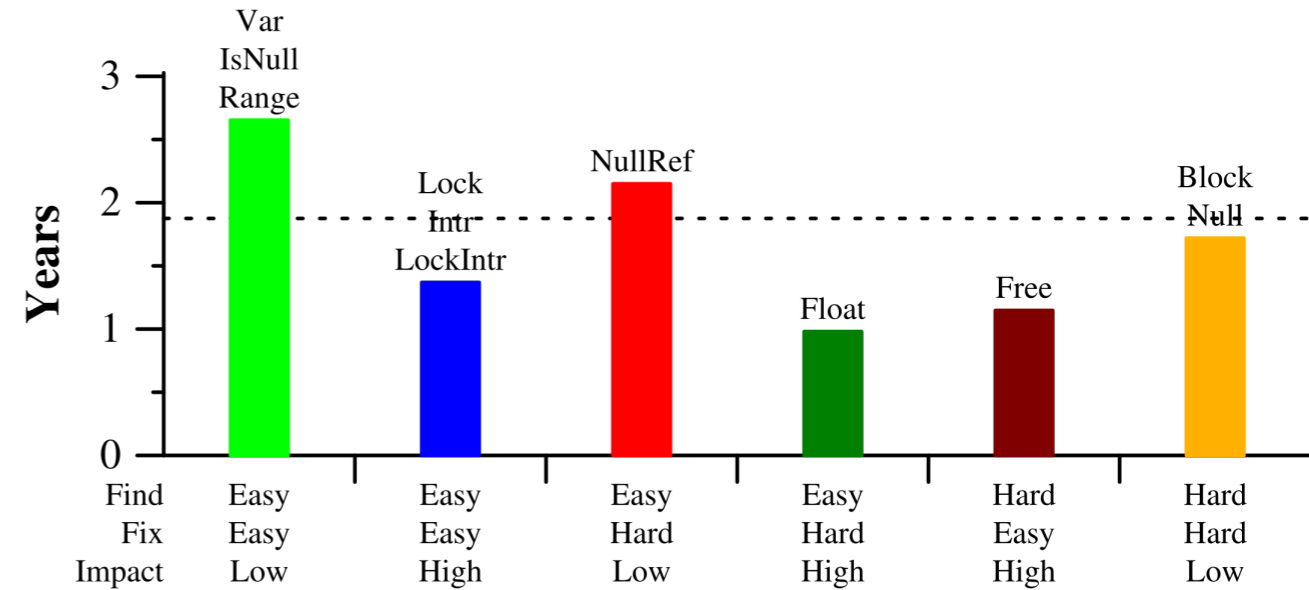 Var
IsNull
Range
3
NullRef
Lock
Block
2
Intr
Null
LockIntr
Years
Free
Float
1
0
Find Easy Easy Easy Easy Hard Hard
Fix Easy Easy Hard Hard Easy Hard
Impact Low High Low High High Low